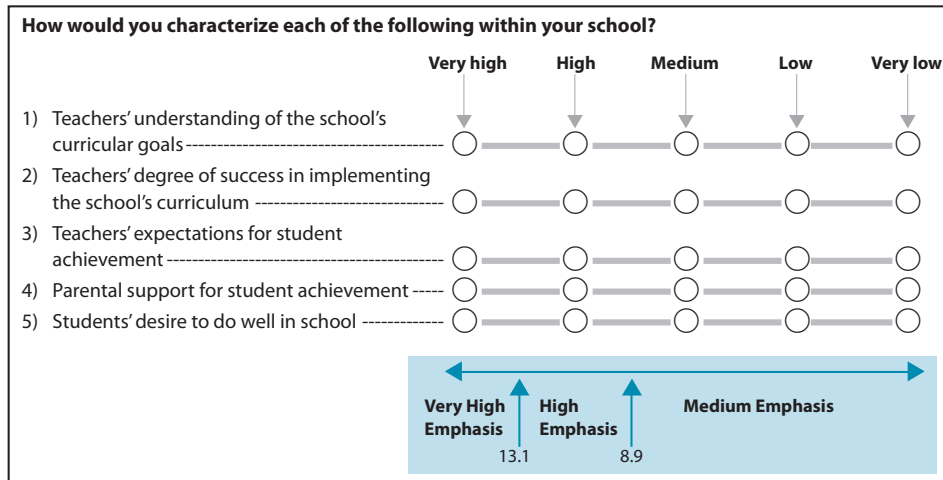 How would you characterize each of the following within your school?
Very high High Medium Low Very low
1) Teachers' understanding of the school's
curricular goals
2) Teachers' degree of success in implementing
the school's curriculum
3) Teachers' expectations for student
achievement
4) Parental support for student achievement
5) Students' desire to do well in school
Very High High Medium Emphasis
Emphasis Emphasis
13.1 8.9